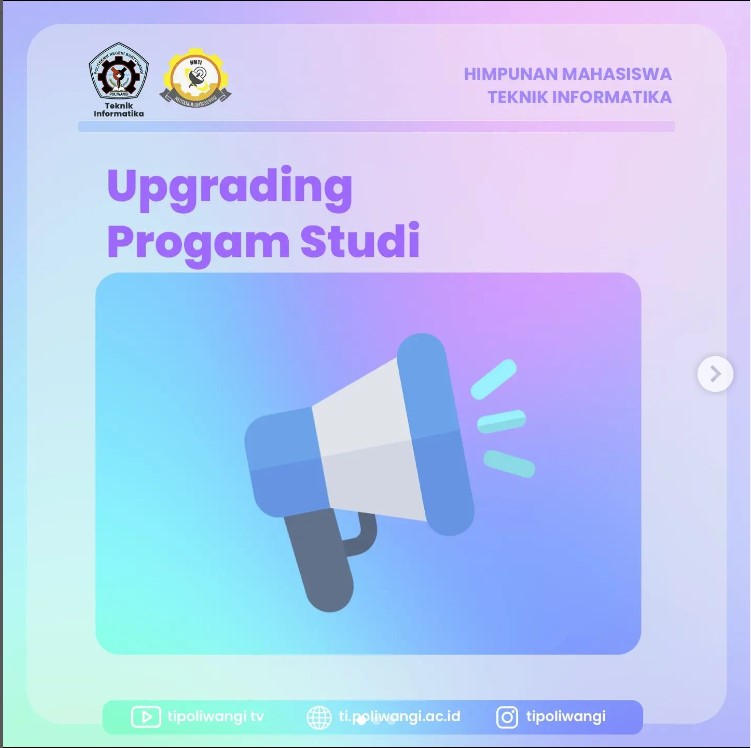 Teknik
Informatika
HIMPUNAN MAHASISWA
TEKNIK INFORMATIKA
Upgrading
Progam Studi
tipoliwangi tv
ti.poliwangi.ac.id
tipoliwangi